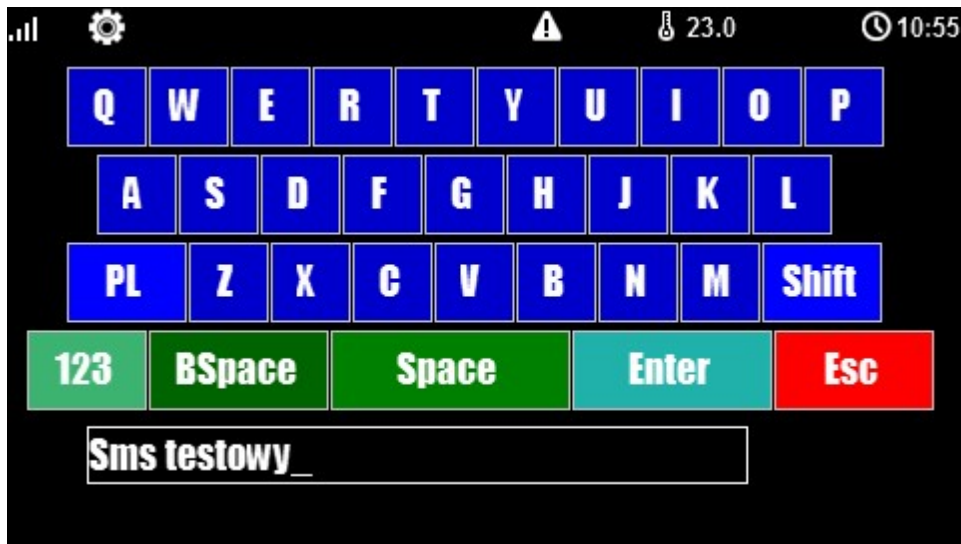 23.0 10:55
Q W E R T Y U I O P
A S D F G H J K L
PL Z X C V B N M Shift
123 BSpace Space Enter Esc
Sms testowy_